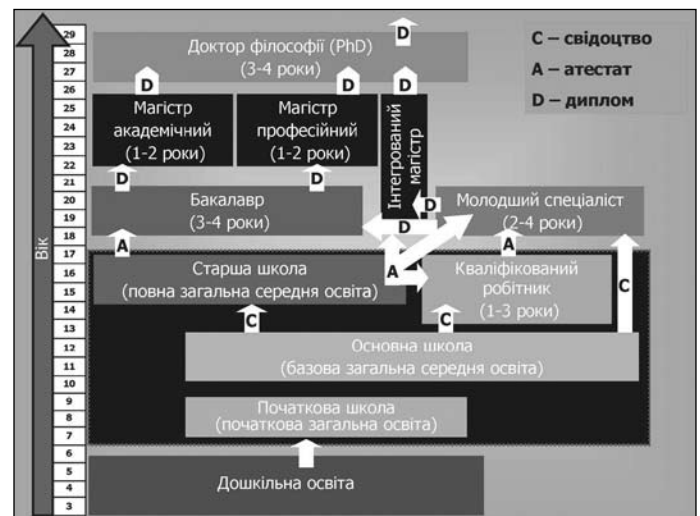 Вік
29
28
27
26
25
24
23
22
21
20
19
18
17
16
15
14
13
12
11
10
9
8
7
6
5
4
3
C – свідоцтво
A – атестат
D – диплом
D
Доктор філософії (PhD)
(3-4 роки)
D
D
D
Магістр
академічний
(1-2 роки)
Магістр
професійний
(1-2 роки)
Інтегрований
магістр
D
D
D
D
Бакалавр
(3-4 роки)
Молодший спеціаліст
(2-4 роки)
A
A
A
Старша школа
(повна загальна середня освіта)
Кваліфікований
робітник
(1-3 роки)
C
C
C
Основна школа
(базова загальна середня освіта)
Початкова школа
(початкова загальна освіта)
Дошкільна освіта